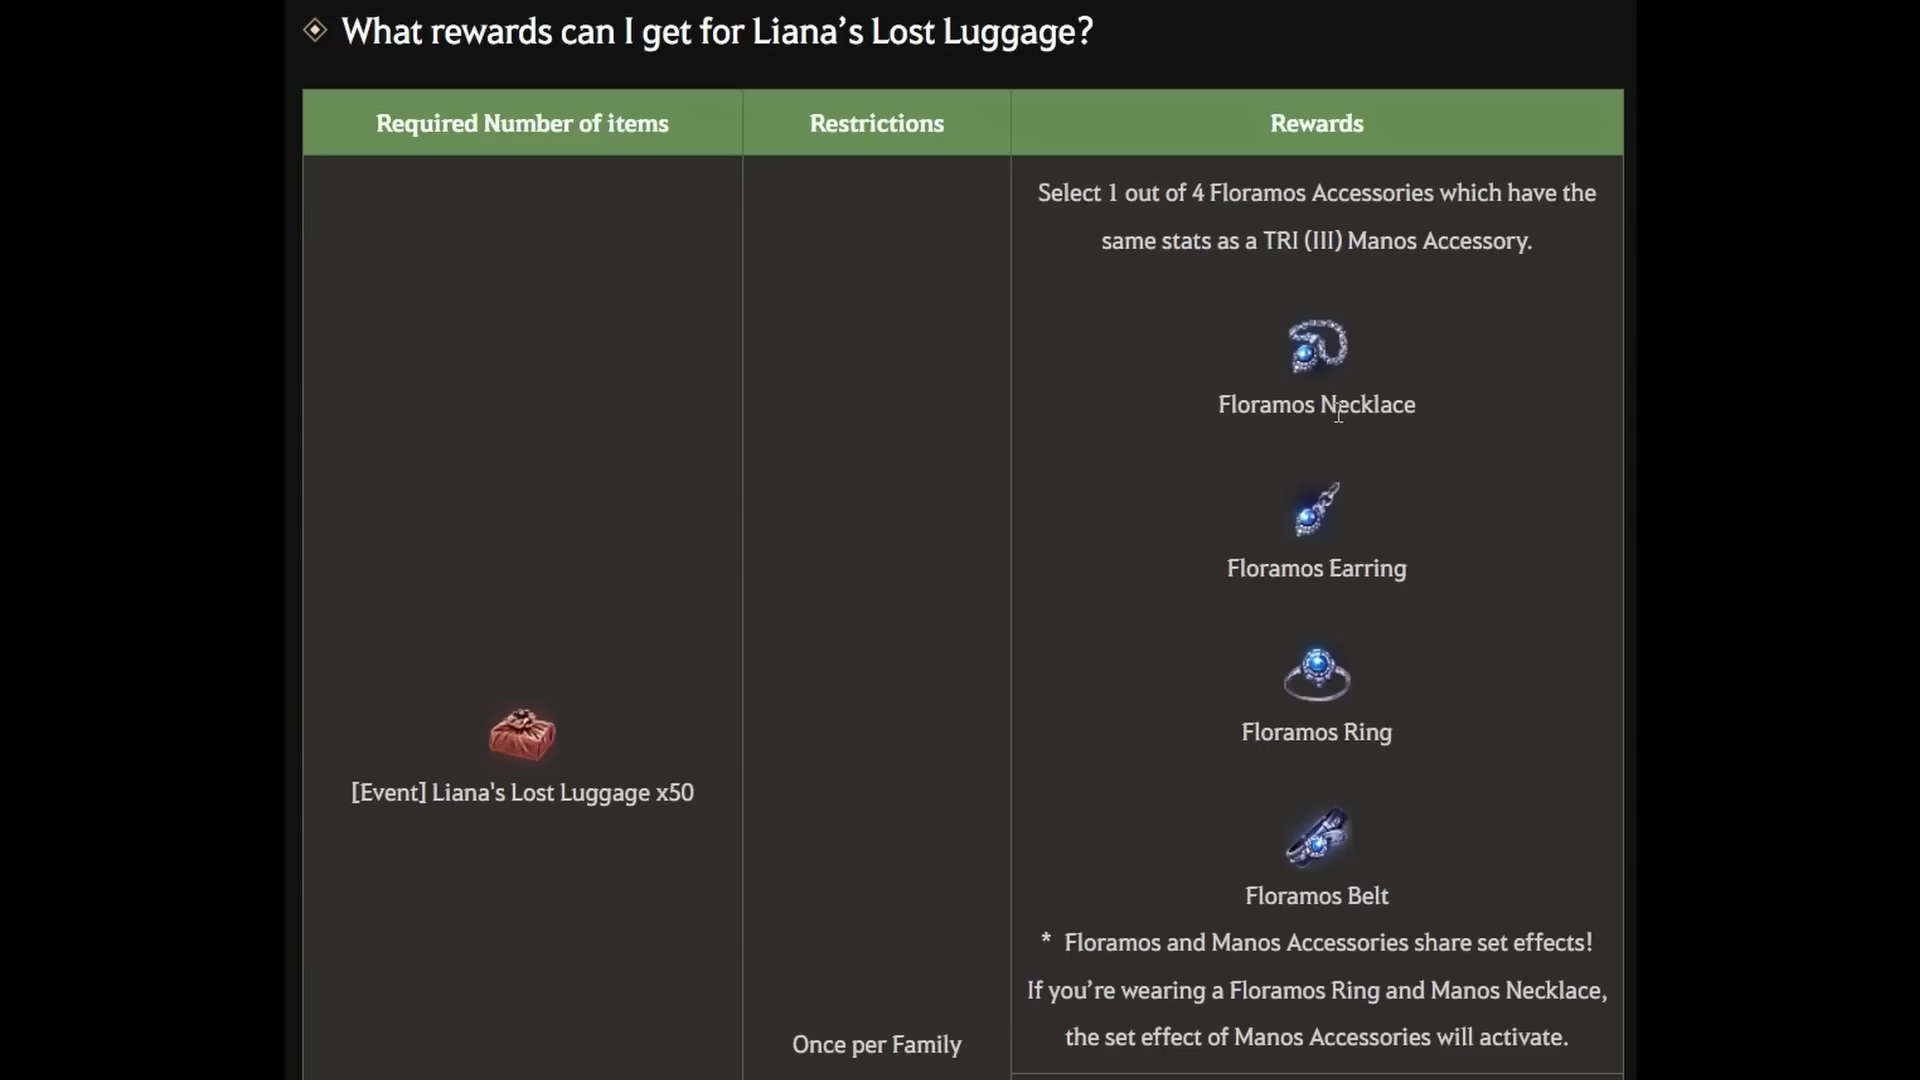 What rewards can I get for Liana’s Lost Luggage?
Required Number of items
Restrictions
Rewards
Select 1 out of 4 Floramos Accessories which have the
same stats as a TRI (III) Manos Accessory.
Floramos Necklace
Floramos Earring
Floramos Ring
[Event] Liana's Lost Luggage x50
Floramos Belt
* Floramos and Manos Accessories share set effects!
If you’re wearing a Floramos Ring and Manos Necklace,
the set effect of Manos Accessories will activate.
Once per Family